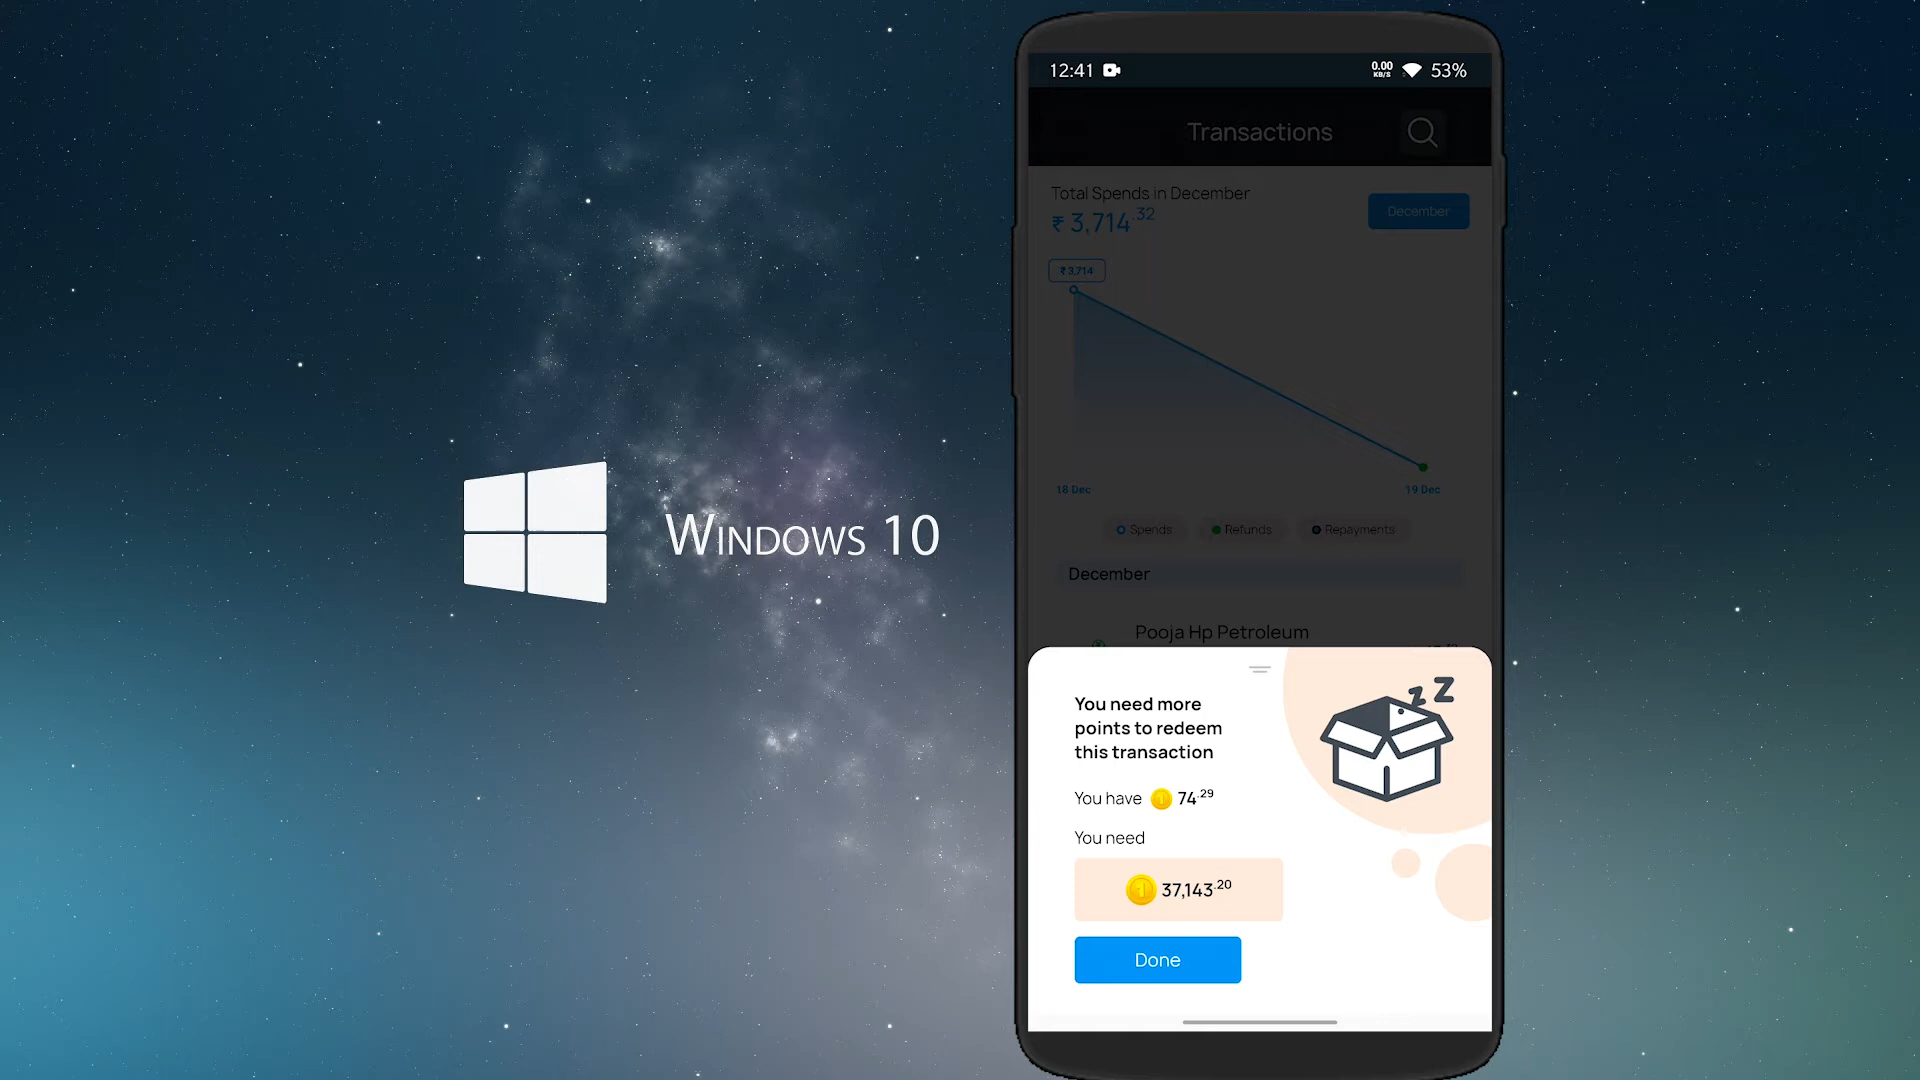 WINDOWS 10
12:41
0.00
KB/S
53%
Transactions
Total Spends in December
₹ 3,714.32
December
₹ 3,714
18 Dec
19 Dec
Spends
Refunds
Repayments
December
Pooja Hp Petroleum
z Z
You need more
points to redeem
this transaction
You have 1 74.29
You need
1 37,143.20
Done